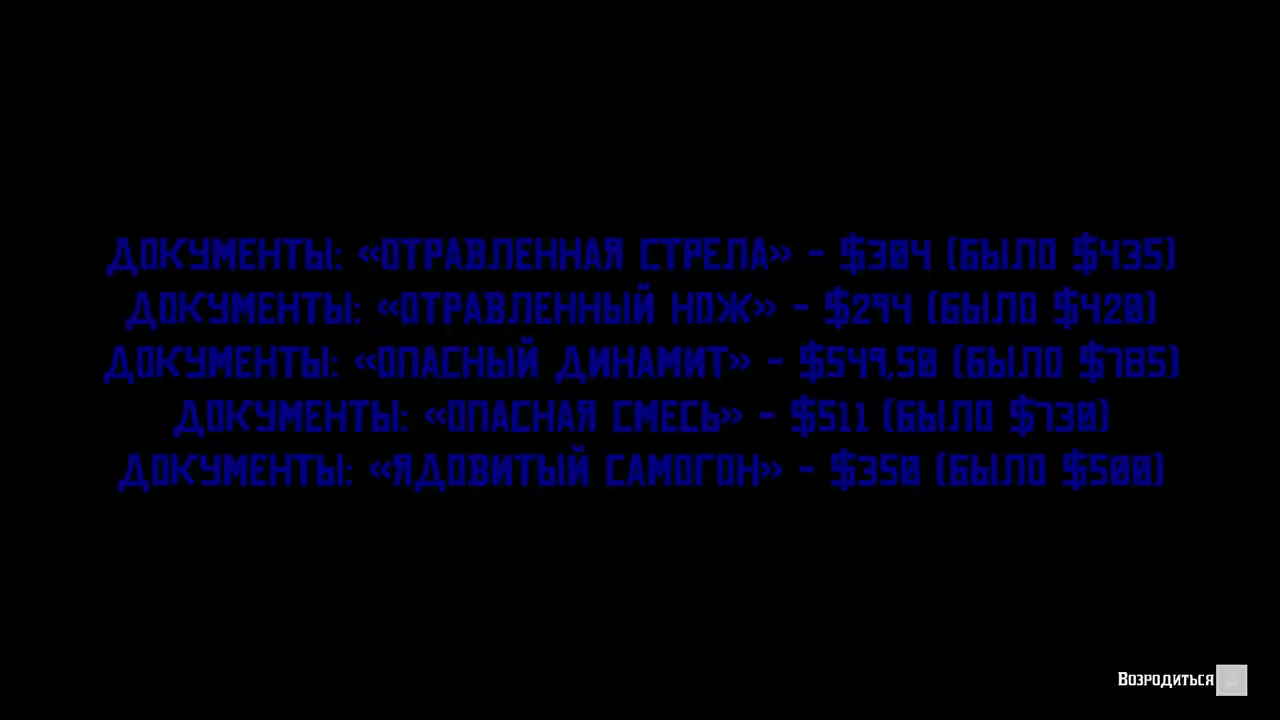 ДОКУМЕНТЫ: «ОТРАВЛЕННАЯ СТРЕЛА» - $304 (БЫЛО $435)
ДОКУМЕНТЫ: «ОТРАВЛЕННЫЙ НОЖ» - $294 (БЫЛО $420)
ДОКУМЕНТЫ: «ОПАСНЫЙ ДИНАМИТ» - $549,50 (БЫЛО $785)
ДОКУМЕНТЫ: «ОПАСНАЯ СМЕСЬ» - $511 (БЫЛО $730)
ДОКУМЕНТЫ: «ЯДОВИТЫЙ САМОГОН» - $350 (БЫЛО $500)
Возродиться